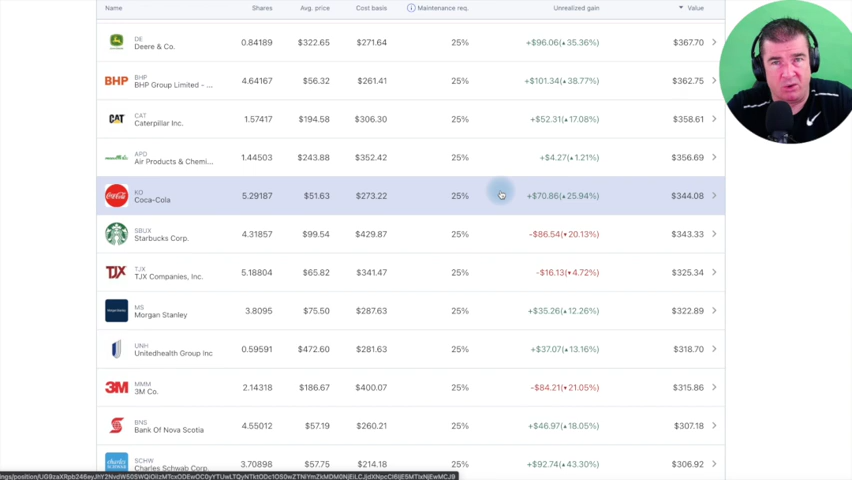 Name Shares Avg. price Cost basis Maintenance req. Unrealized gain Value
DE
Deere & Co. 0.84189 $322.65 $271.64 25% +$96.06(▲35.36%) $367.70
BHP BHP
BHP Group Limited - ... 4.64167 $56.32 $261.41 25% +$101.34(▲38.77%) $362.75
CAT CAT
Caterpillar Inc. 1.57417 $194.58 $306.30 25% +$52.31(▲17.08%) $358.61
APD
Air Products & Chemi... 1.44503 $243.88 $352.42 25% +$4.27(▲1.21%) $356.69
Coca-Cola KO
Coca-Cola 5.29187 $51.63 $273.22 25% +$70.86(▲25.94%) $344.08
SBUX
Starbucks Corp. 4.31857 $99.54 $429.87 25% -$86.54(▼20.13%) $343.33
TJX TJX
TJX Companies, Inc. 5.18804 $65.82 $341.47 25% -$16.13(▼4.72%) $325.34
MS
Morgan Stanley 3.8095 $75.50 $287.63 25% +$35.26(▲12.26%) $322.89
UNH
Unitedhealth Group Inc 0.59591 $472.60 $281.63 25% +$37.07(▲13.16%) $318.70
3M MMM
3M Co. 2.14318 $186.67 $400.07 25% -$84.21(▼21.05%) $315.86
BNS
Bank Of Nova Scotia 4.55012 $57.19 $260.21 25% +$46.97(▲18.05%) $307.18
charles SCHWAB SCHW
Charles Schwab Corp. 3.70898 $57.75 $214.18 25% +$92.74(▲43.30%) $306.92